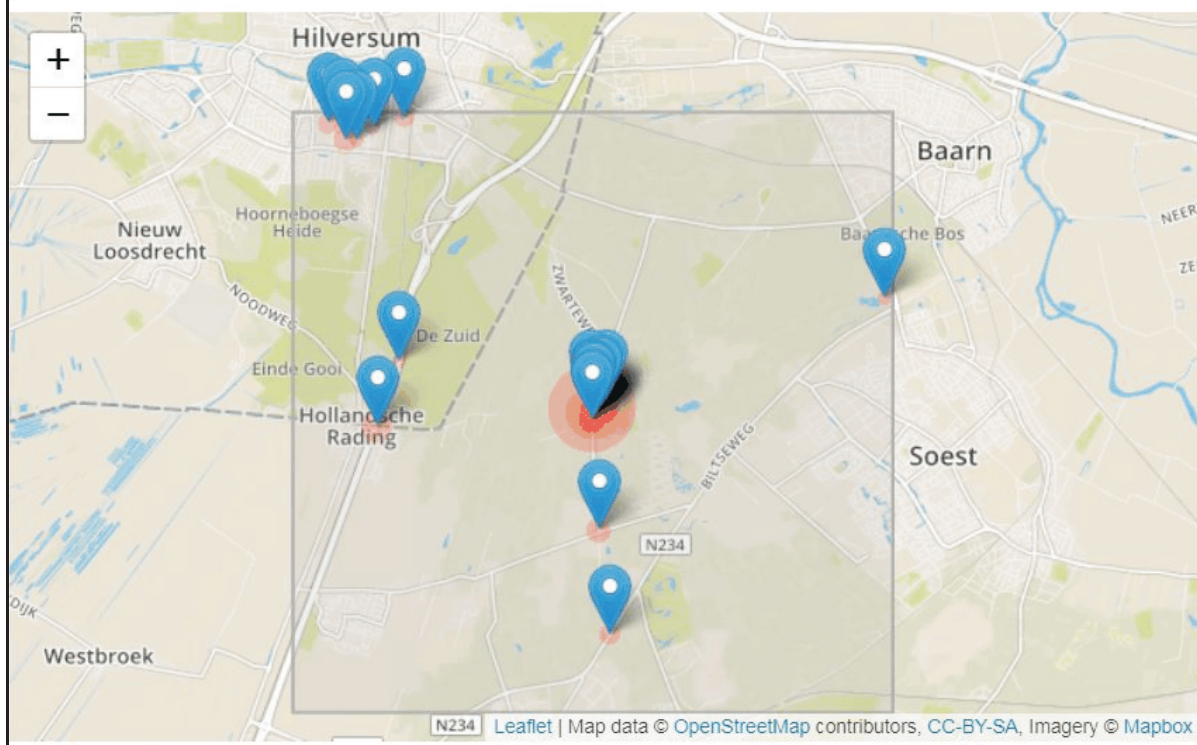 +
−
Hilversum
Baarn
Hoorneboegse
Heide
Nieuw
Loosdrecht
NEER
ZE
ZWARTEWE
NOODWEG
De Zuid
Einde Gooi
Hollandsche
Rading
BILTSEWEG
Soest
N234
DIJK
Westbroek
N234
Leaflet | Map data © OpenStreetMap contributors, CC-BY-SA, Imagery © Mapbox